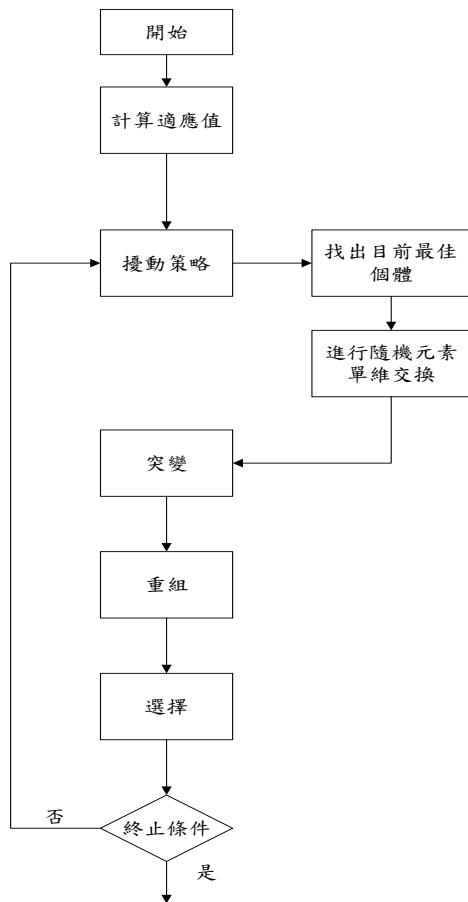 開始
計算適應值
擾動策略
找出目前最佳
個體
進行隨機元素
單維交換
突變
重組
選擇
終止條件
否
是